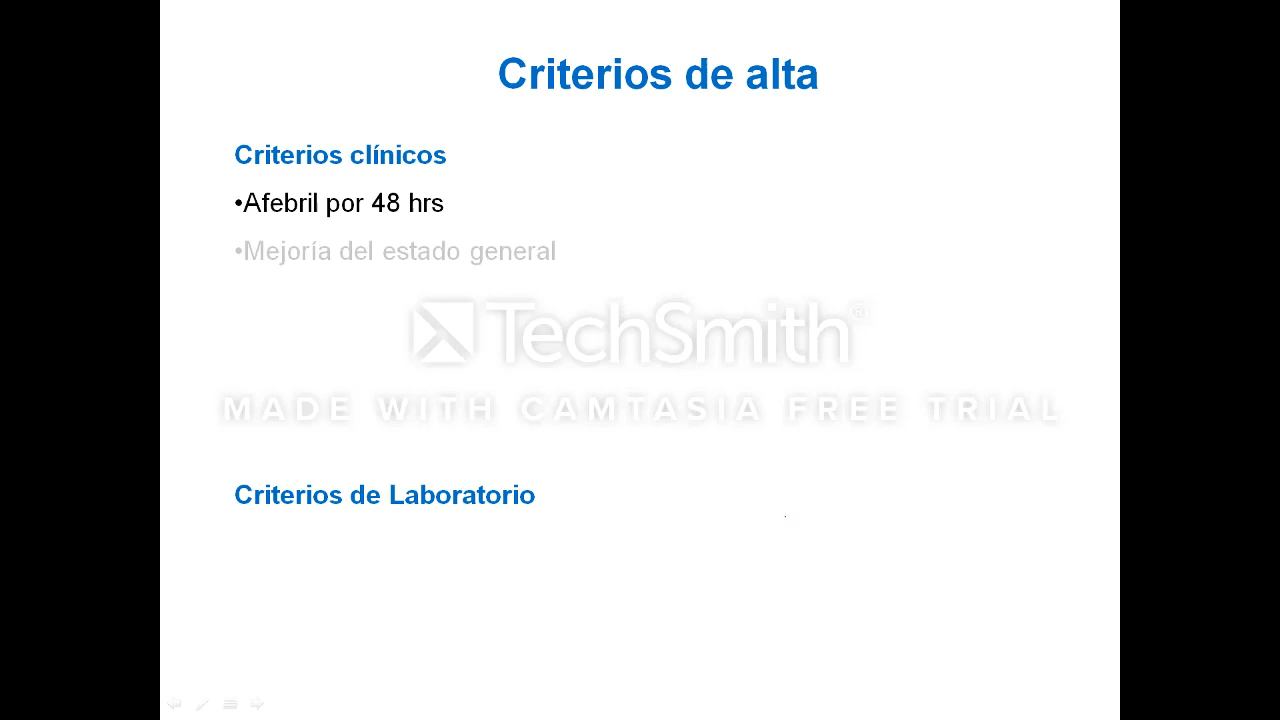 Criterios de alta
Criterios clínicos
•Afebril por 48 hrs
•Mejoría del estado general
TechSmith®
MADE WITH CAMTASIA FREE TRIAL
Criterios de Laboratorio